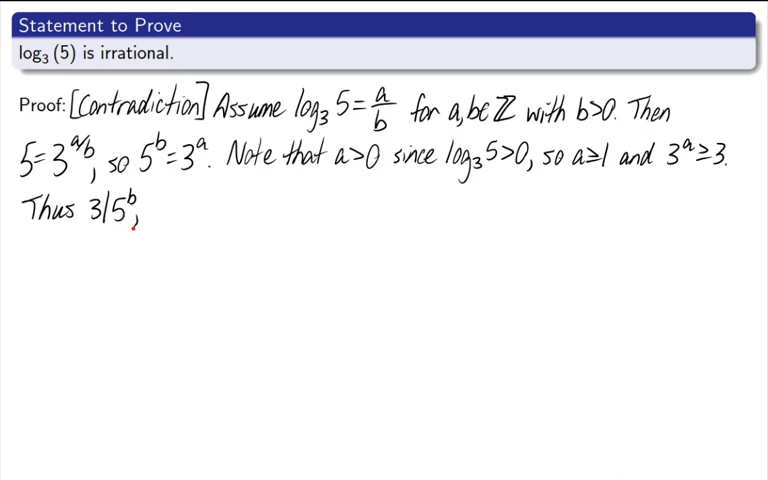 Statement to Prove
log₃ (5) is irrational.
Proof: [Contradiction] Assume log₃ 5 = a/b for a, b ∈ ℤ with b>0. Then
5 = 3^(a/b), so 5^b = 3^a. Note that a>0 since log₃ 5>0, so a≥1 and 3^a ≥ 3.
Thus 3|5^b,